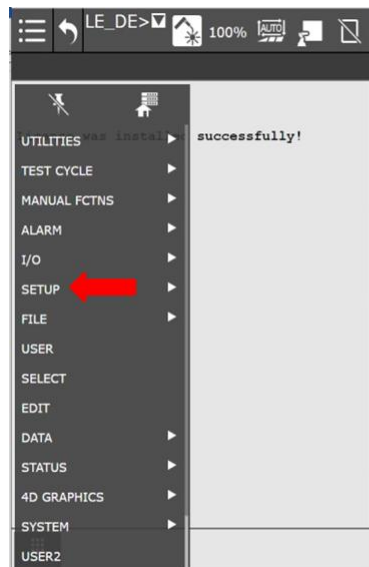 LE_DE>
100%
AUTO
was install successfully!
UTILITIES
TEST CYCLE
MANUAL FCTNS
ALARM
I/O
SETUP
FILE
USER
SELECT
EDIT
DATA
STATUS
4D GRAPHICS
SYSTEM
USER2